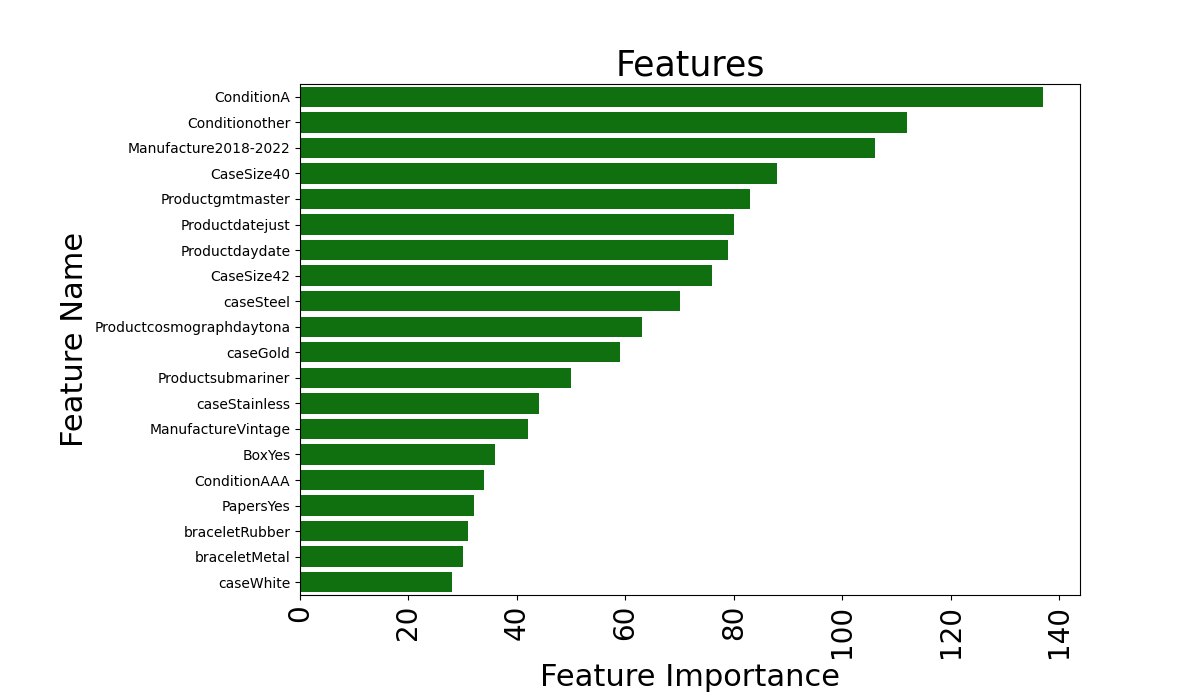 Features
ConditionA
Conditionother
Manufacture2018-2022
CaseSize40
Productgmtmaster
Productdatejust
Productdaydate
CaseSize42
caseSteel
Productcosmographdaytona
caseGold
Productsubmariner
caseStainless
ManufactureVintage
BoxYes
ConditionAAA
PapersYes
braceletRubber
braceletMetal
caseWhite
Feature Name
0 20 40 60 80 100 120 140
Feature Importance